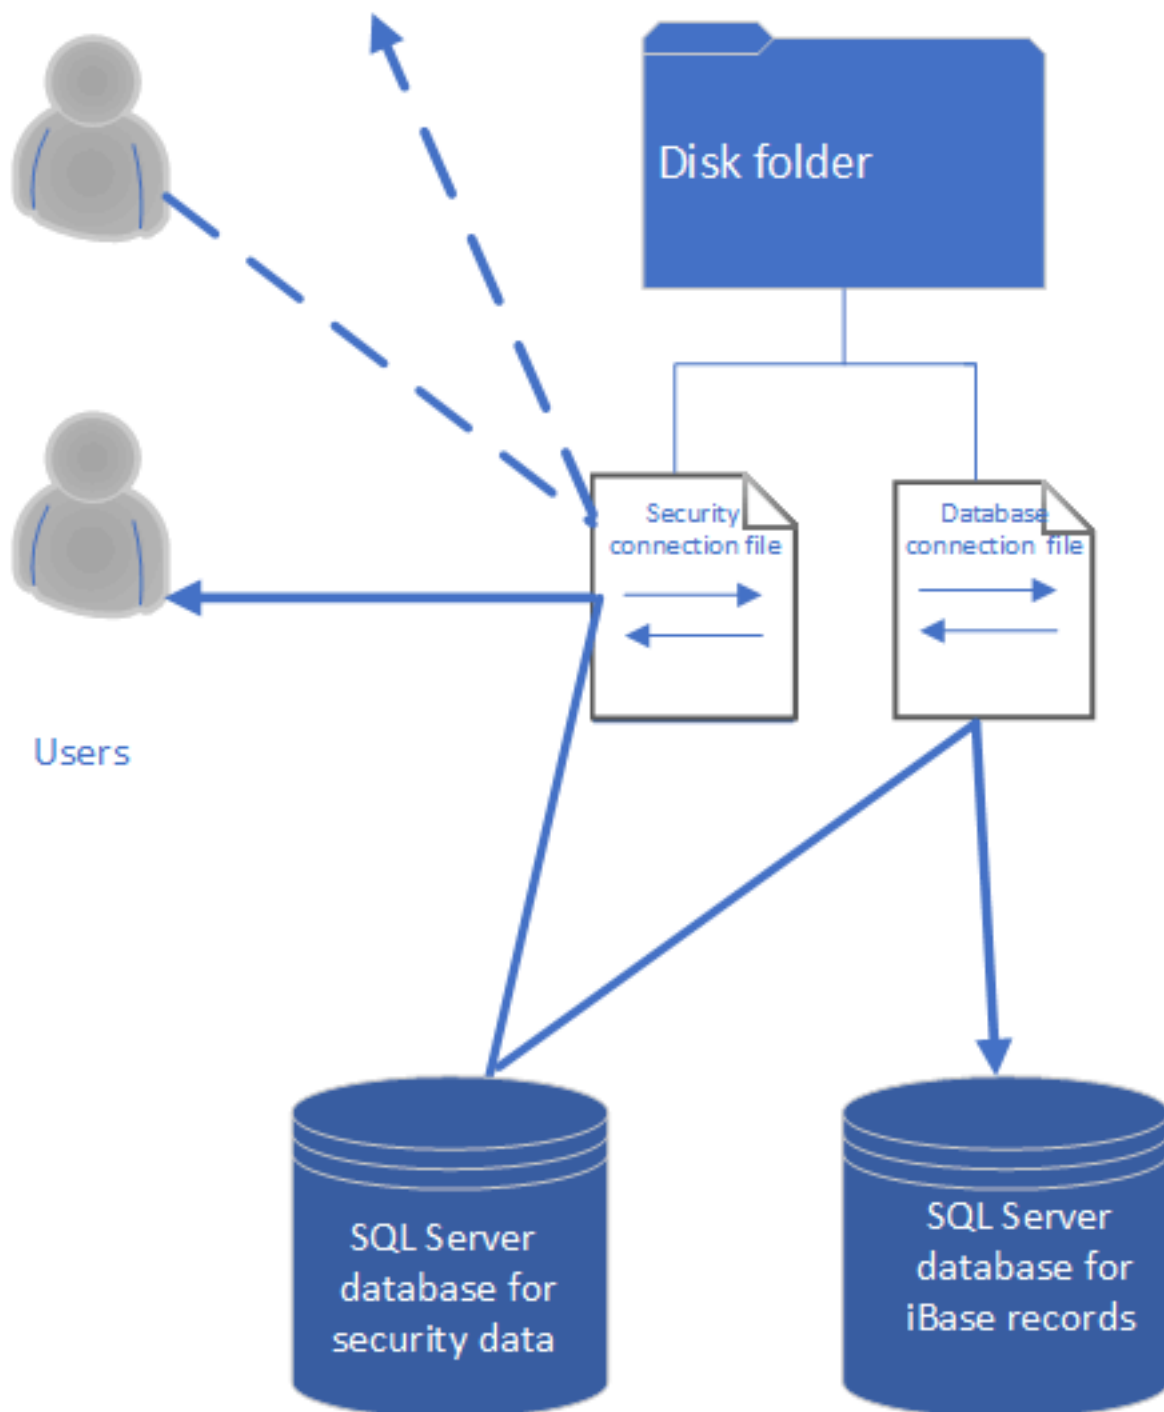 Disk folder
Security
connection file
Database
connection file
Users
SQL Server
database for
security data
SQL Server
database for
iBase records